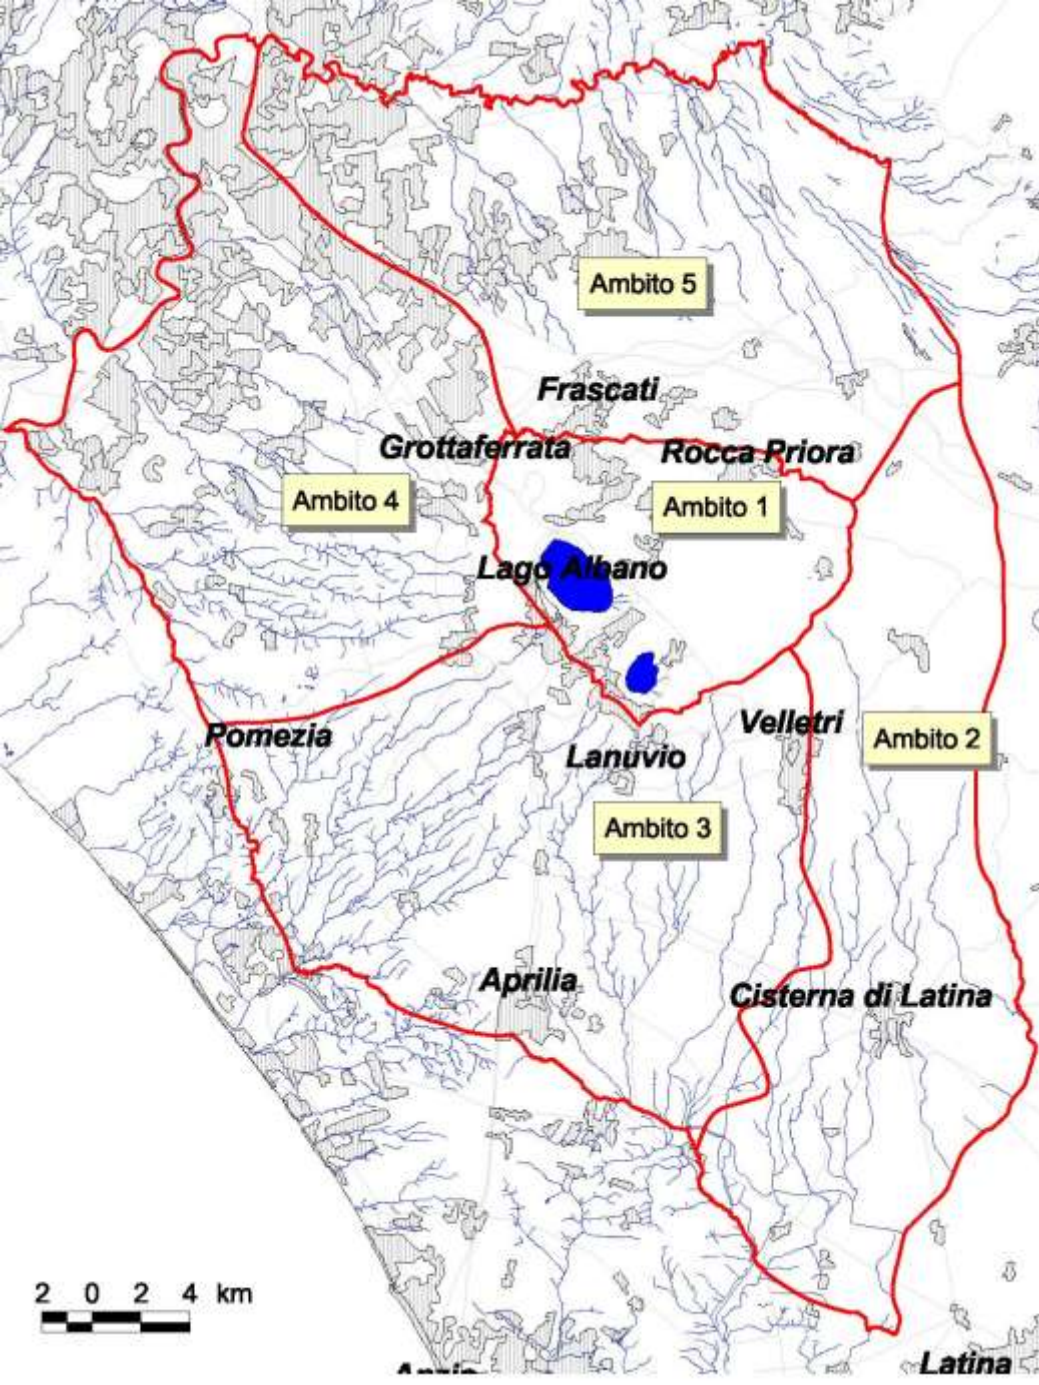 Ambito 5
Frascati
Grottaferrata
Rocca Priora
Ambito 4
Ambito 1
Lago Albano
Pomezia
Velletri
Ambito 2
Lanuvio
Ambito 3
Aprilia
Cisterna di Latina
2 0 2 4 km
Latina
Anzio